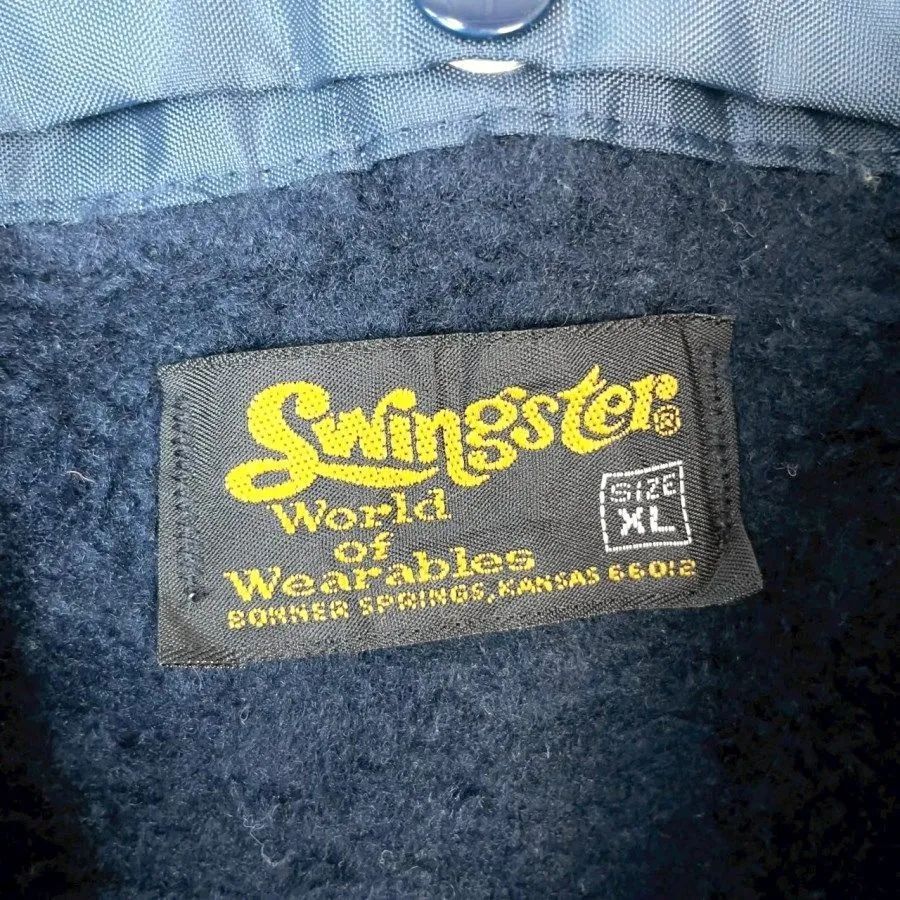 Swingster®
World
of
Wearables
BONNER SPRINGS, KANSAS 66012
SIZE
XL